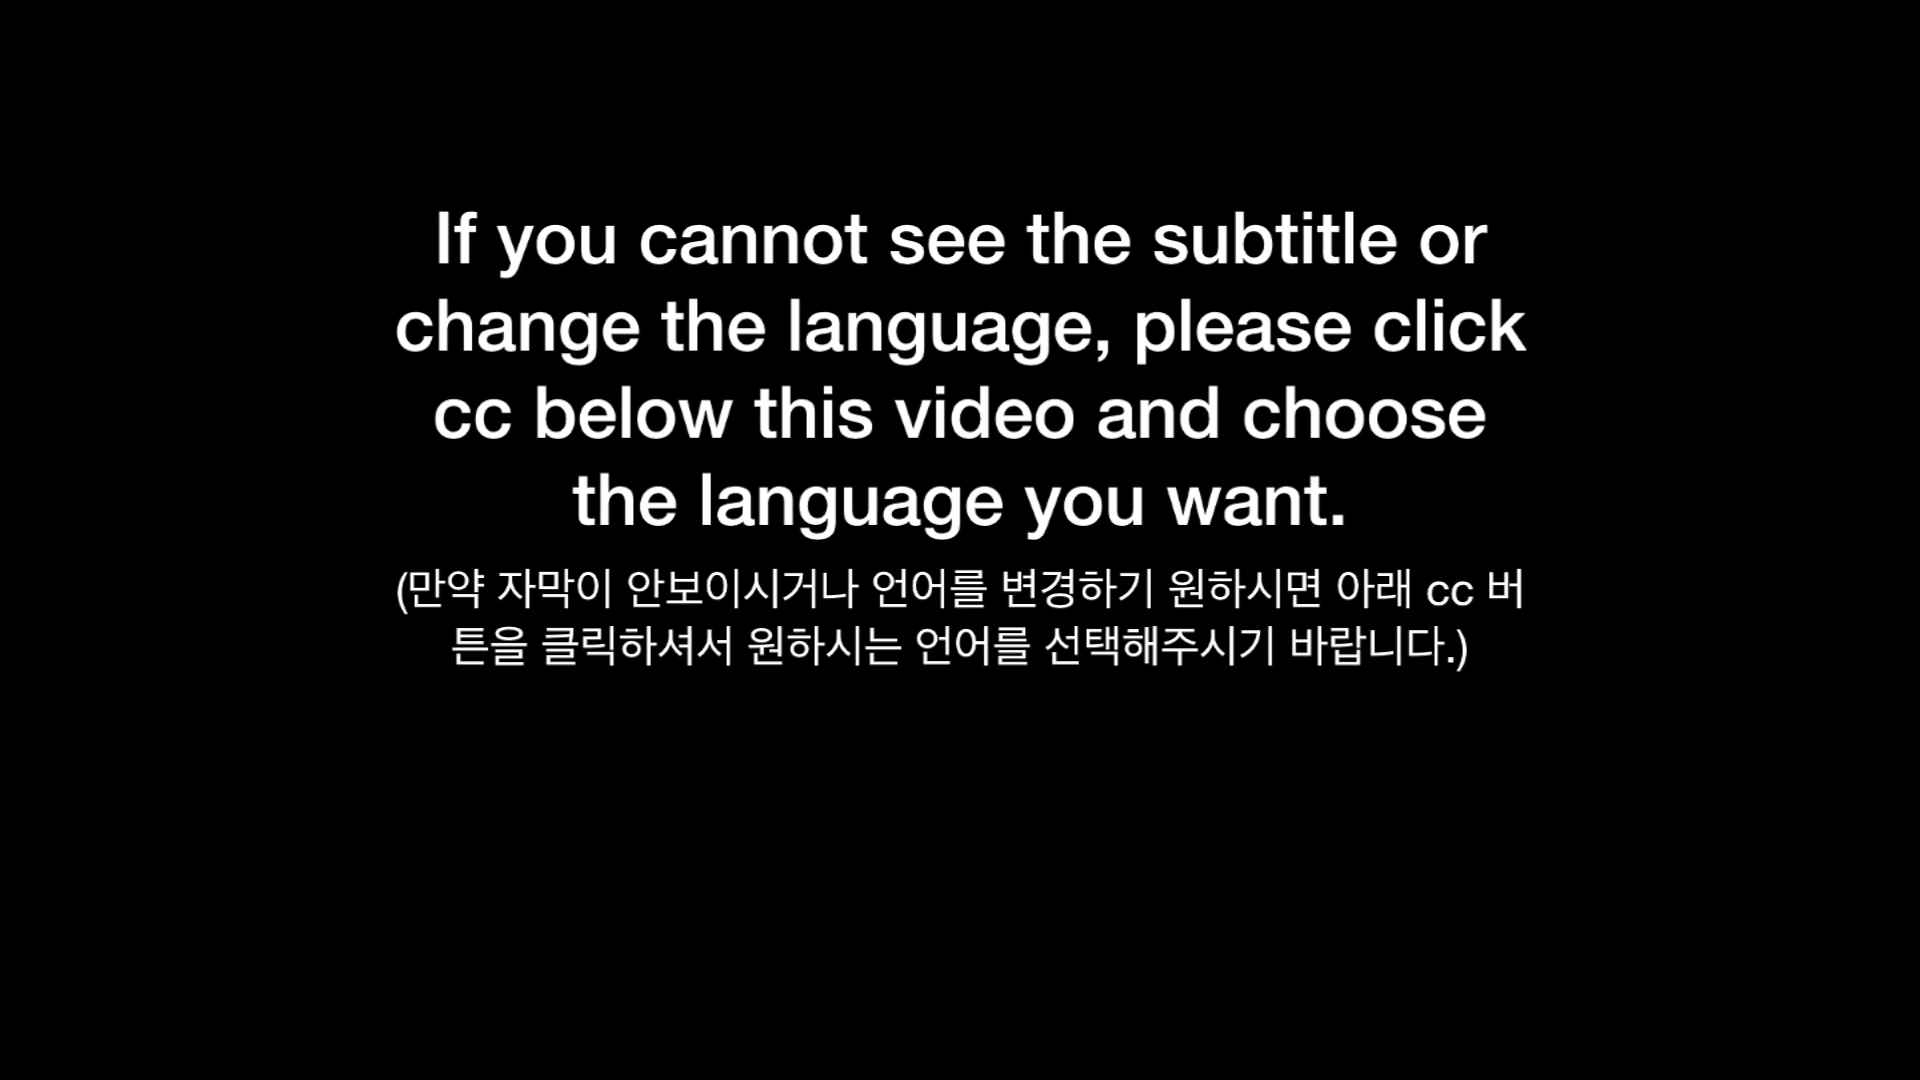 If you cannot see the subtitle or
change the language, please click
cc below this video and choose
the language you want.
(만약 자막이 안보이시거나 언어를 변경하기 원하시면 아래 cc 버
튼을 클릭하셔서 원하시는 언어를 선택해주시기 바랍니다.)